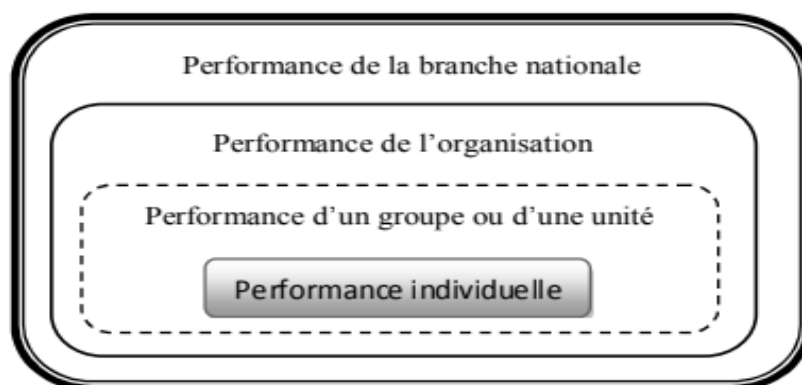 Performance de la branche nationale
Performance de l'organisation
Performance d'un groupe ou d'une unité
Performance individuelle